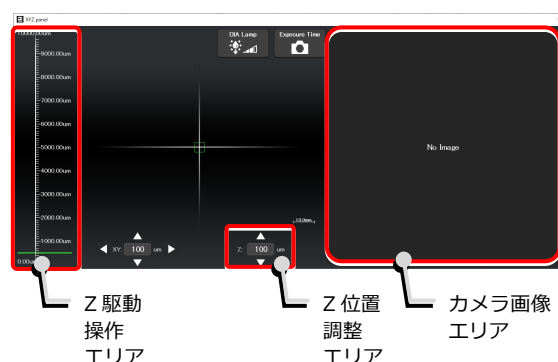 XYZ panel
10000.00um
9000.00um
8000.00um
7000.00um
6000.00um
5000.00um
4000.00um
3000.00um
2000.00um
1000.00um
0.00um
DIA Lamp
Exposure Time
No Image
10.0mm
XY: 100 um
Z: 100 um
Z 駆動
操作
エリア
Z 位置
調整
エリア
カメラ画像
エリア